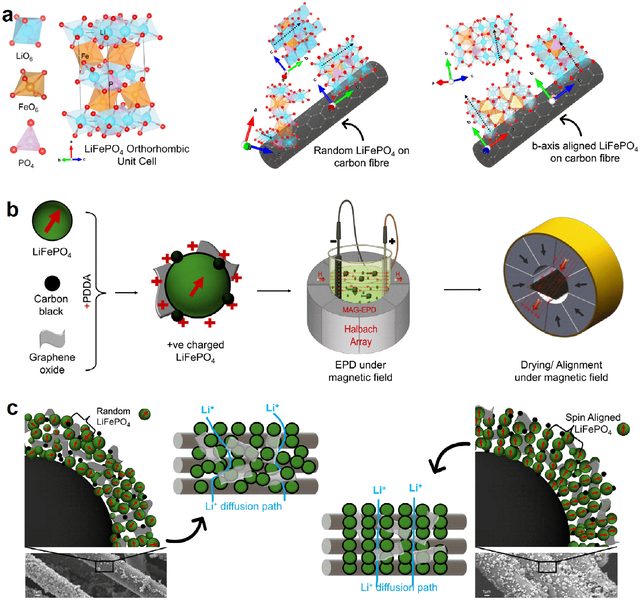 a
LiO6
FeO6
PO4
Li
Fe
a
b
c
LiFePO4 Orthorhombic
Unit Cell
a
Random LiFePO4 on
carbon fibre
b-axis aligned LiFePO4
on carbon fibre
b
LiFePO4
Carbon
black
Graphene
oxide
+PDDA
+ve charged
LiFePO4
- +
H H
MAG-EPD
Halbach
Array
EPD under
magnetic field
Drying/ Alignment
under magnetic field
c
Random
LiFePO4
Li+ Li+
Li+ diffusion path
Li+ Li+
Li+ diffusion path
Spin Aligned
LiFePO4
1μm